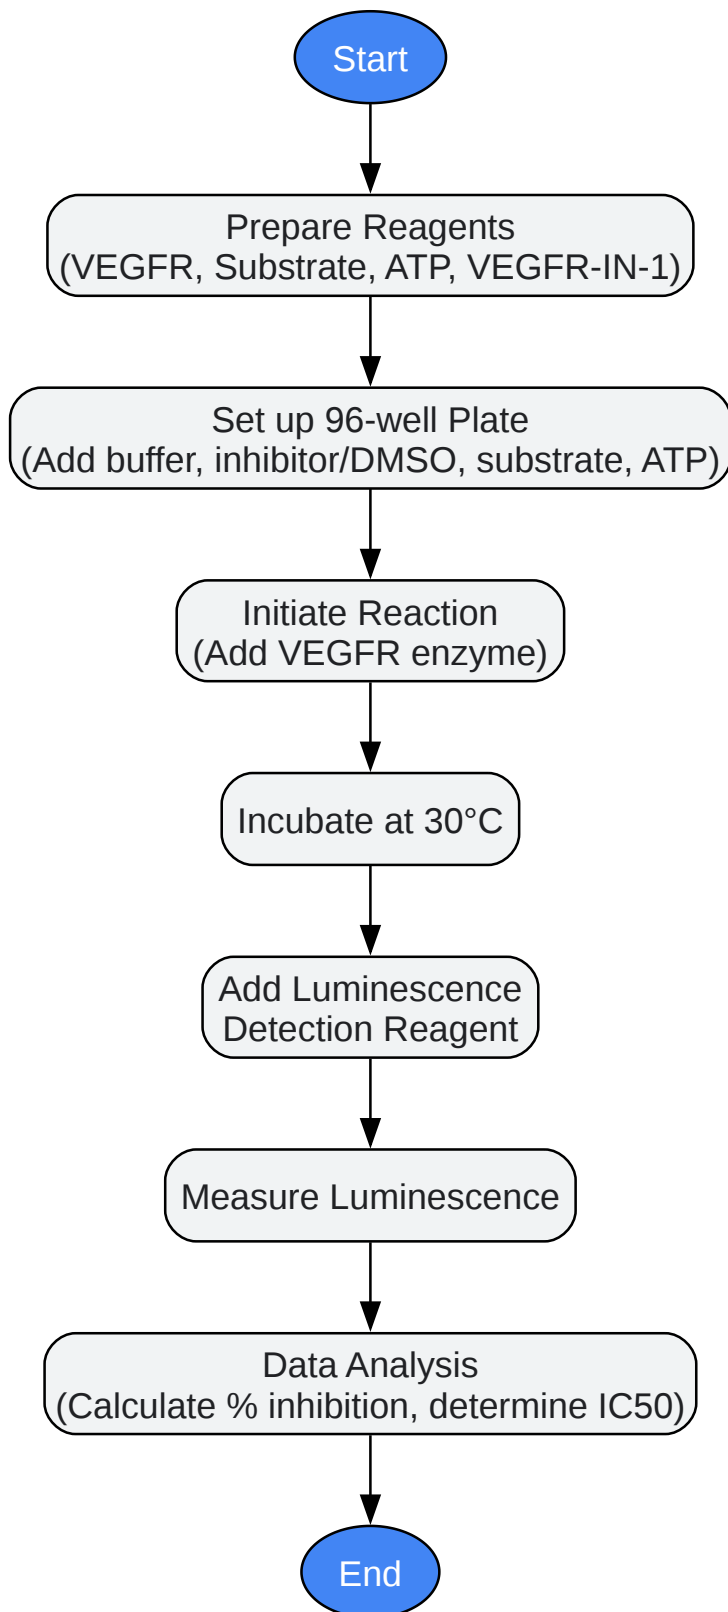 Start
Prepare Reagents
(VEGFR, Substrate, ATP, VEGFR-IN-1)
Set up 96-well Plate
(Add buffer, inhibitor/DMSO, substrate, ATP)
Initiate Reaction
(Add VEGFR enzyme)
Incubate at 30°C
Add Luminescence
Detection Reagent
Measure Luminescence
Data Analysis
(Calculate % inhibition, determine IC50)
End